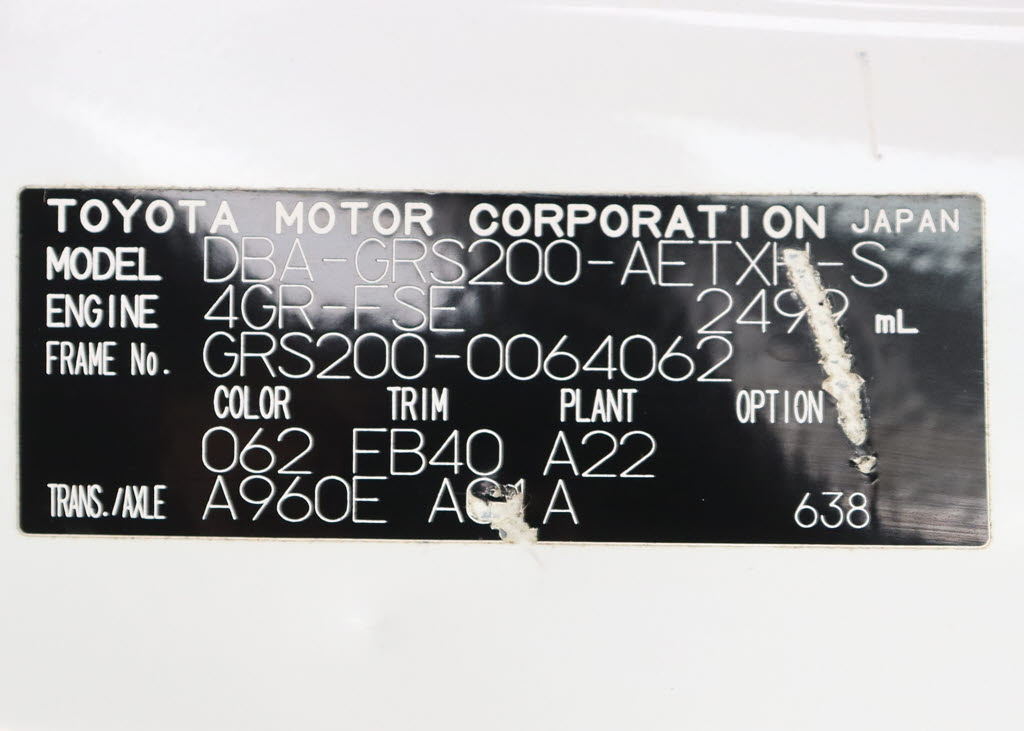 TOYOTA MOTOR CORPORATION JAPAN
MODEL DBA-GRS200-AETXH-S
ENGINE 4GR-FSE 2499 mL
FRAME No. GRS200-0064062
COLOR TRIM PLANT OPTION
062 FB40 A22
TRANS./AXLE A960E 638